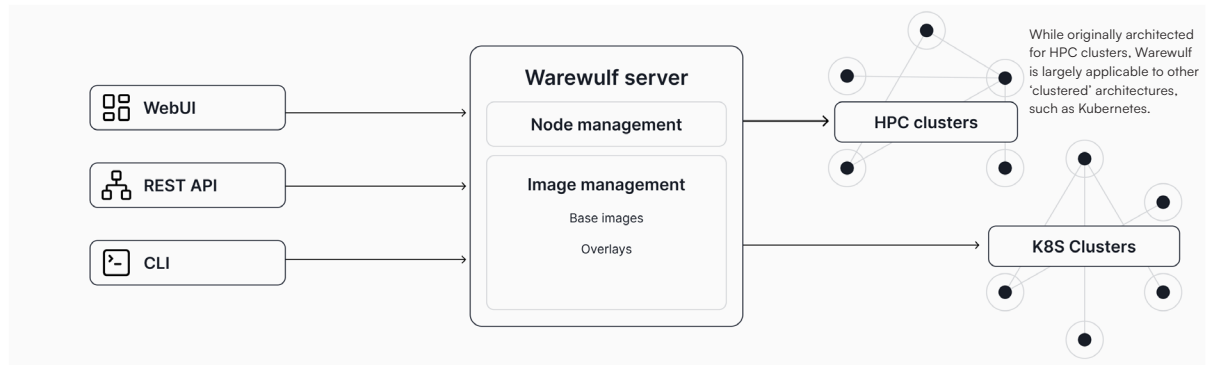 WebUI
REST API
CLI
Warewulf server
Node management
Image management
Base images
Overlays
HPC clusters
While originally architected
for HPC clusters, Warewulf
is largely applicable to other
‘clustered’ architectures,
such as Kubernetes.
K8S Clusters